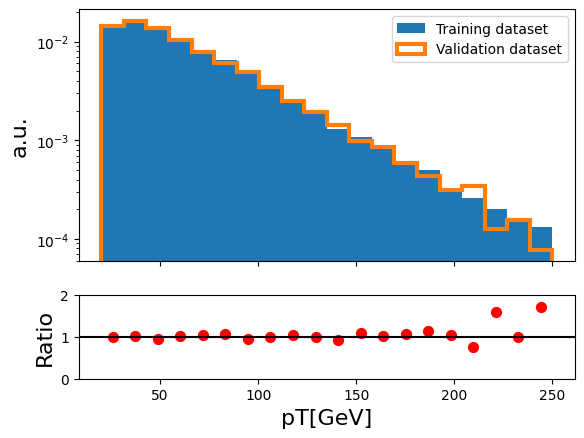 Training dataset
Validation dataset
a.u.
10⁻²
10⁻³
10⁻⁴
Ratio
2
1
0
50
100
150
200
250
pT[GeV]